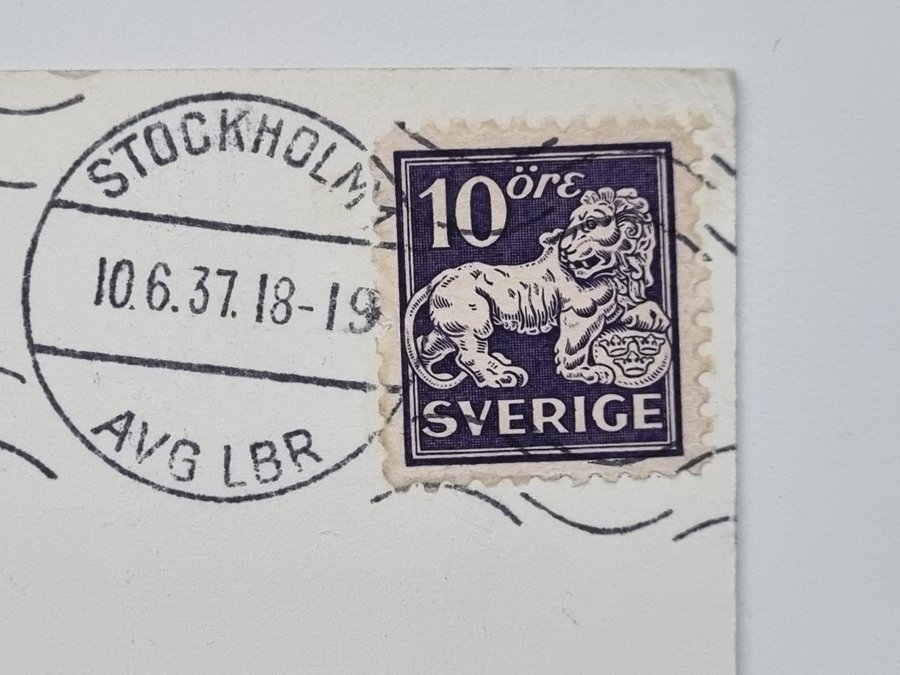 STOCKHOLM
10.6.37.18-19
AVG LBR
10 öre
SVERIGE